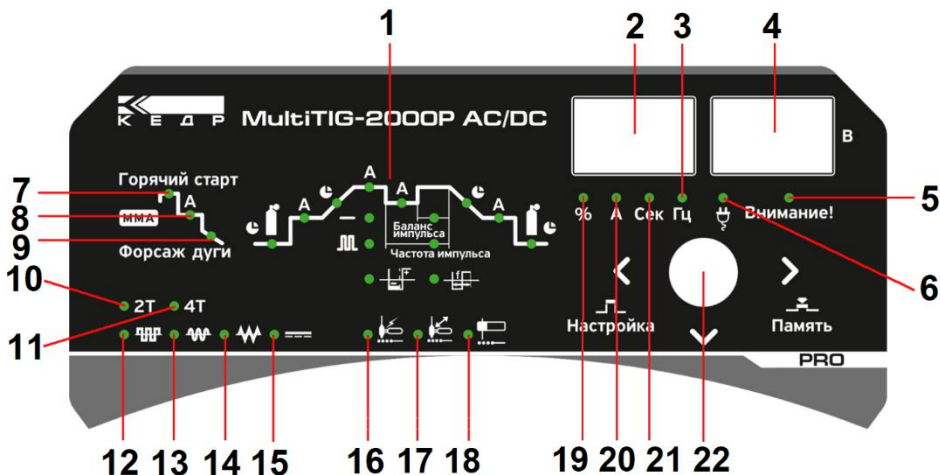 1 2 3 4
КЕДР MultiTIG-2000P AC/DC
В
7 Горячий старт
8 MMA A
9 Форсаж дуги
A A A A
Баланс импульса
Частота импульса
% А Сек Гц Внимание! 5
6
10 2T 4T
11
Настройка Память
PRO
12 13 14 15 16 17 18 19 20 21 22